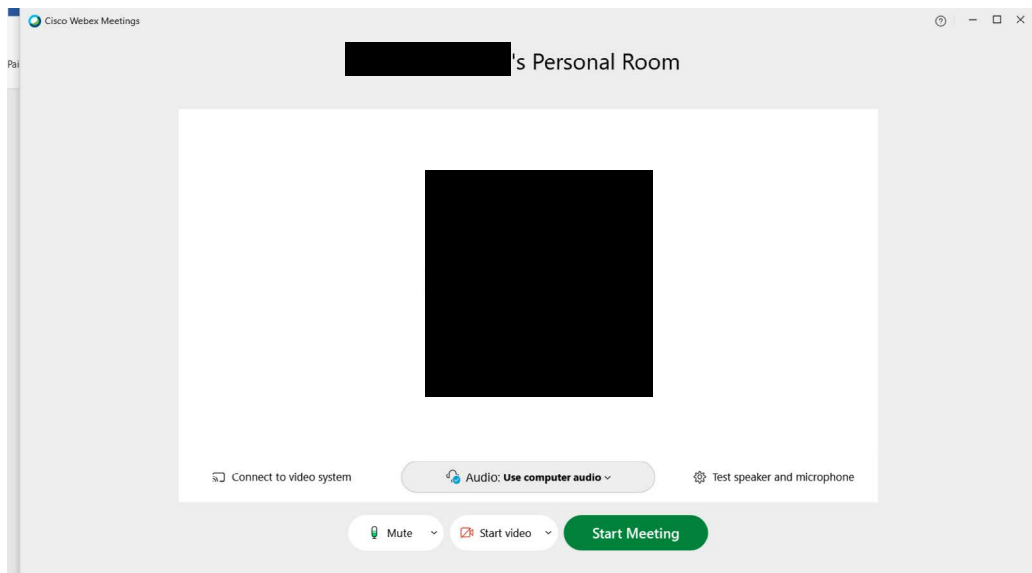 Cisco Webex Meetings
's Personal Room
Pai
Connect to video system
Audio: Use computer audio
Test speaker and microphone
Mute
Start video
Start Meeting